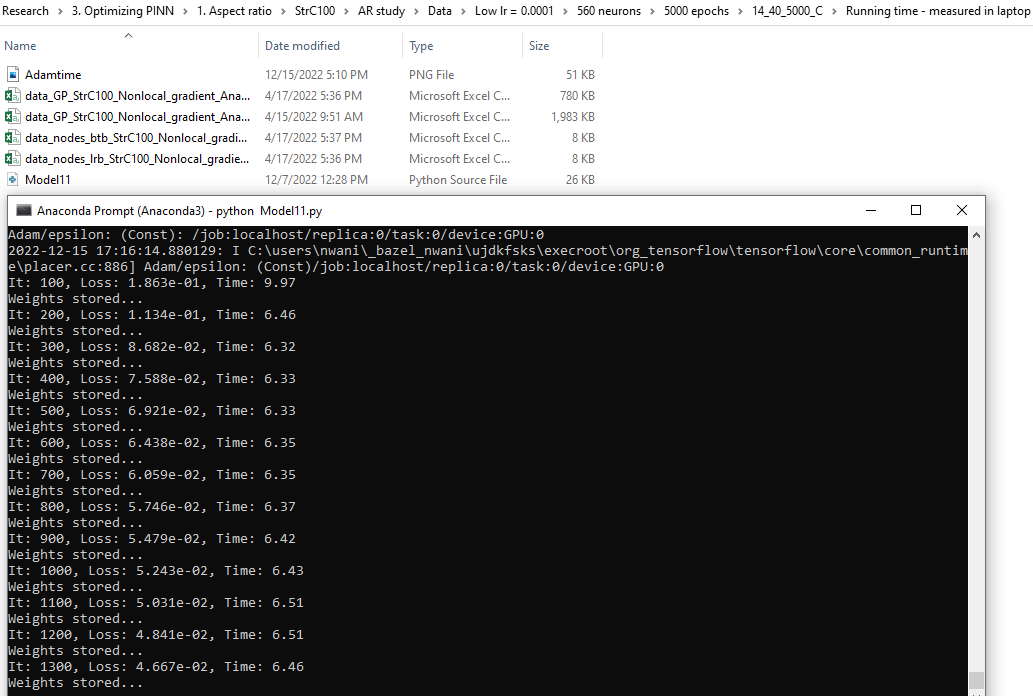 Research > 3. Optimizing PINN > 1. Aspect ratio > StrC100 > AR study > Data > Low lr = 0.0001 > 560 neurons > 5000 epochs > 14_40_5000_C > Running time - measured in laptop
Name Date modified Type Size
Adamtime 12/15/2022 5:10 PM PNG File 51 KB
data_GP_StrC100_Nonlocal_gradient_Ana... 4/17/2022 5:36 PM Microsoft Excel C... 780 KB
data_GP_StrC100_Nonlocal_gradient_Ana... 4/15/2022 9:51 AM Microsoft Excel C... 1,983 KB
data_nodes_btb_StrC100_Nonlocal_gradi... 4/17/2022 5:37 PM Microsoft Excel C... 8 KB
data_nodes_lrb_StrC100_Nonlocal_gradie... 4/17/2022 5:36 PM Microsoft Excel C... 8 KB
Model11 12/7/2022 12:28 PM Python Source File 26 KB
Anaconda Prompt (Anaconda3) - python Model11.py
Adam/epsilon: (Const): /job:localhost/replica:0/task:0/device:GPU:0
2022-12-15 17:16:14.880129: I C:\users\nwani\_bazel_nwani\ujdkfsks\execroot\org_tensorflow\tensorflow\core\common_runtim
e\placer.cc:886] Adam/epsilon: (Const)/job:localhost/replica:0/task:0/device:GPU:0
It: 100, Loss: 1.863e-01, Time: 9.97
Weights stored...
It: 200, Loss: 1.134e-01, Time: 6.46
Weights stored...
It: 300, Loss: 8.682e-02, Time: 6.32
Weights stored...
It: 400, Loss: 7.588e-02, Time: 6.33
Weights stored...
It: 500, Loss: 6.921e-02, Time: 6.33
Weights stored...
It: 600, Loss: 6.438e-02, Time: 6.35
Weights stored...
It: 700, Loss: 6.059e-02, Time: 6.35
Weights stored...
It: 800, Loss: 5.746e-02, Time: 6.37
Weights stored...
It: 900, Loss: 5.479e-02, Time: 6.42
Weights stored...
It: 1000, Loss: 5.243e-02, Time: 6.43
Weights stored...
It: 1100, Loss: 5.031e-02, Time: 6.51
Weights stored...
It: 1200, Loss: 4.841e-02, Time: 6.51
Weights stored...
It: 1300, Loss: 4.667e-02, Time: 6.46
Weights stored...